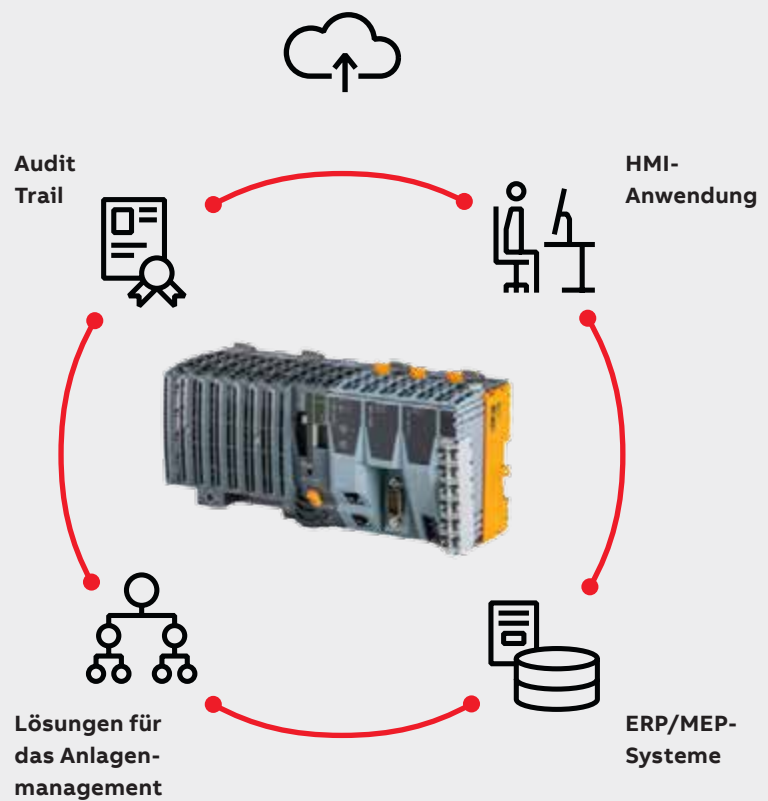 Audit
Trail
HMI-
Anwendung
Lösungen für
das Anlagen-
management
ERP/MEP-
Systeme